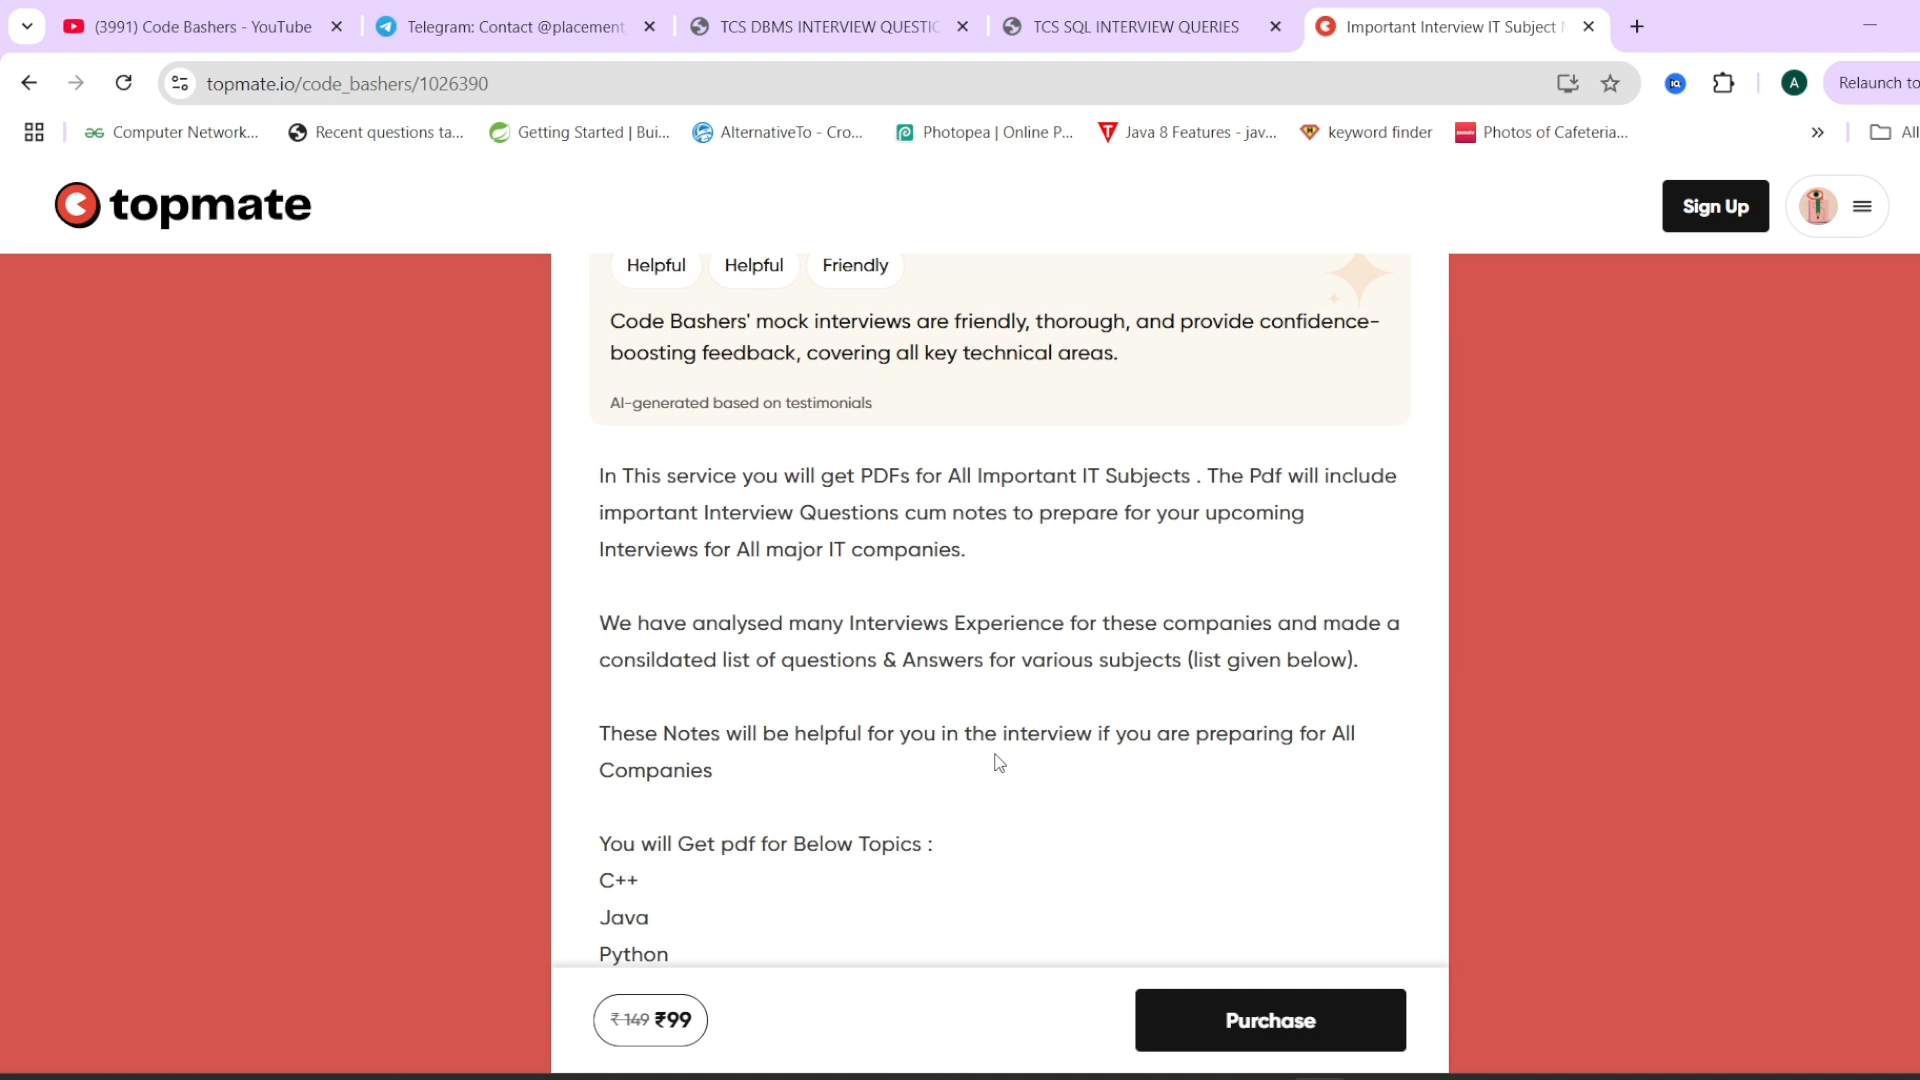 (3991) Code Bashers - YouTube
Telegram: Contact @placement
TCS DBMS INTERVIEW QUESTIC
TCS SQL INTERVIEW QUERIES
Important Interview IT Subject
topmate.io/code_bashers/1026390
A
Relaunch to
Computer Network...
Recent questions ta...
Getting Started | Bui...
AlternativeTo - Cro...
Photopea | Online P...
Java 8 Features - jav...
keyword finder
Photos of Cafeteria...
All
topmate
Sign Up
Helpful
Helpful
Friendly
Code Bashers' mock interviews are friendly, thorough, and provide confidence-
boosting feedback, covering all key technical areas.
AI-generated based on testimonials
In This service you will get PDFs for All Important IT Subjects . The Pdf will include
important Interview Questions cum notes to prepare for your upcoming
Interviews for All major IT companies.
We have analysed many Interviews Experience for these companies and made a
consildated list of questions & Answers for various subjects (list given below).
These Notes will be helpful for you in the interview if you are preparing for All
Companies
You will Get pdf for Below Topics :
C++
Java
Python
₹149 ₹99
Purchase